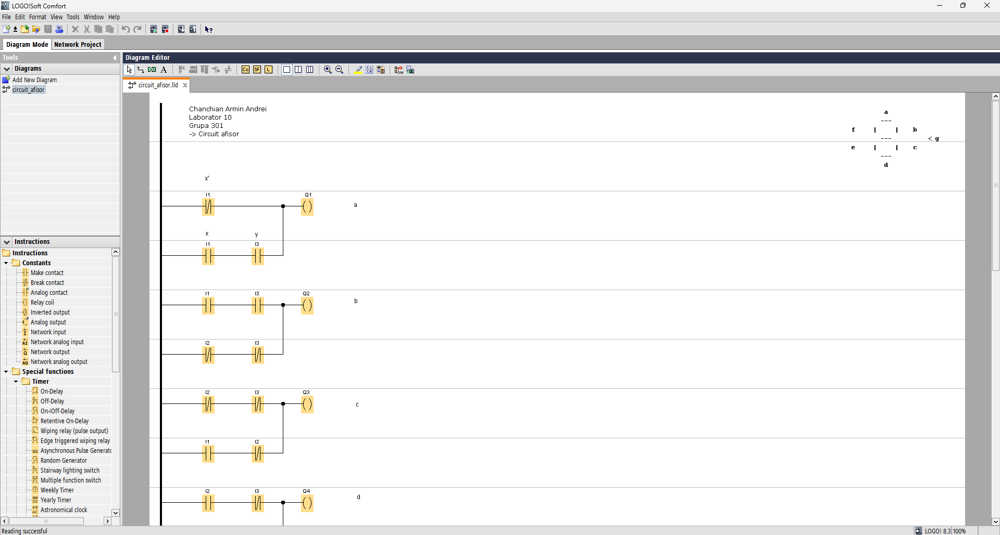 LOGO!Soft Comfort
File Edit Format View Tools Window Help
Diagram Mode Network Project
Tools
Diagrams
Add New Diagram
circuit_afisor
Instructions
Instructions
Constants
Make contact
Break contact
Analog contact
Relay coil
Inverted output
Analog output
Network input
Network analog input
Network output
Network analog output
Special functions
Timer
On-Delay
Off-Delay
On-/Off-Delay
Retentive On-Delay
Wiping relay (pulse output)
Edge triggered wiping relay
Asynchronous Pulse Generato
Random Generator
Stairway lighting switch
Multiple function switch
Weekly Timer
Yearly Timer
Astronomical clock
Diagram Editor
A Co SF L SIM
circuit_afisor.lld
Chanchian Armin Andrei
Laborator 10
Grupa 301
-> Circuit afisor
a
---
f | | b
--- < g
e | | c
---
d
x'
I1 Q1
a
x y
I1 I3
I1 I3 Q2
b
I2 I3
I2 I3 Q3
c
I1 I2
I2 I3 Q4
d
Reading successful
LOGO! 8.3 100%